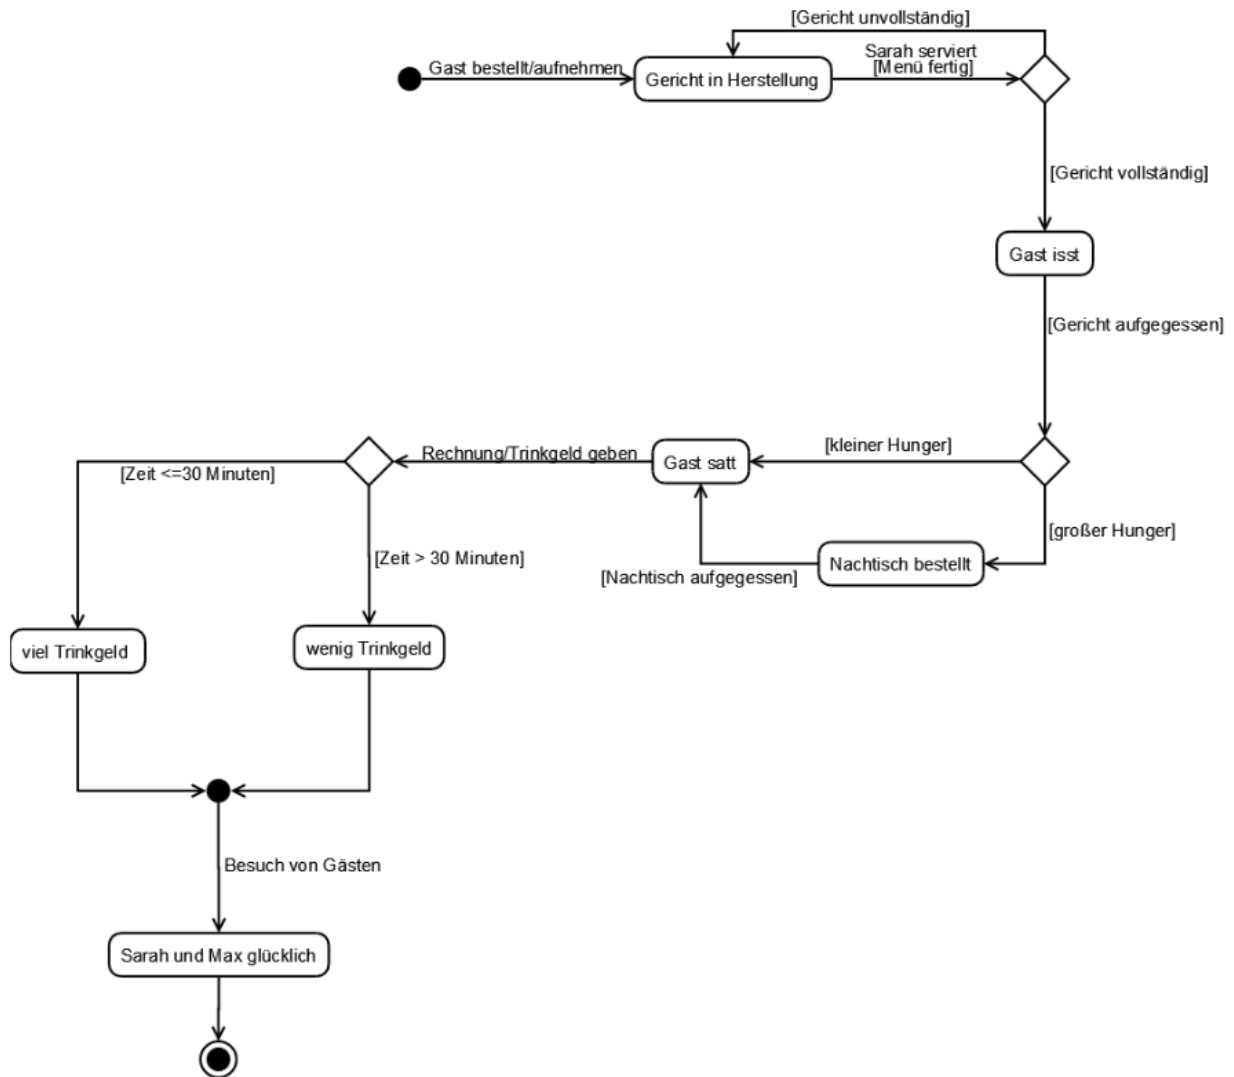 [Gericht unvollständig]
Gast bestellt/aufnehmen
Gericht in Herstellung
Sarah serviert
[Menü fertig]
[Gericht vollständig]
Gast isst
[Gericht aufgegessen]
[kleiner Hunger]
Gast satt
Rechnung/Trinkgeld geben
[Zeit <=30 Minuten]
[großer Hunger]
[Zeit > 30 Minuten]
Nachtisch bestellt
[Nachtisch aufgegessen]
viel Trinkgeld
wenig Trinkgeld
Besuch von Gästen
Sarah und Max glücklich